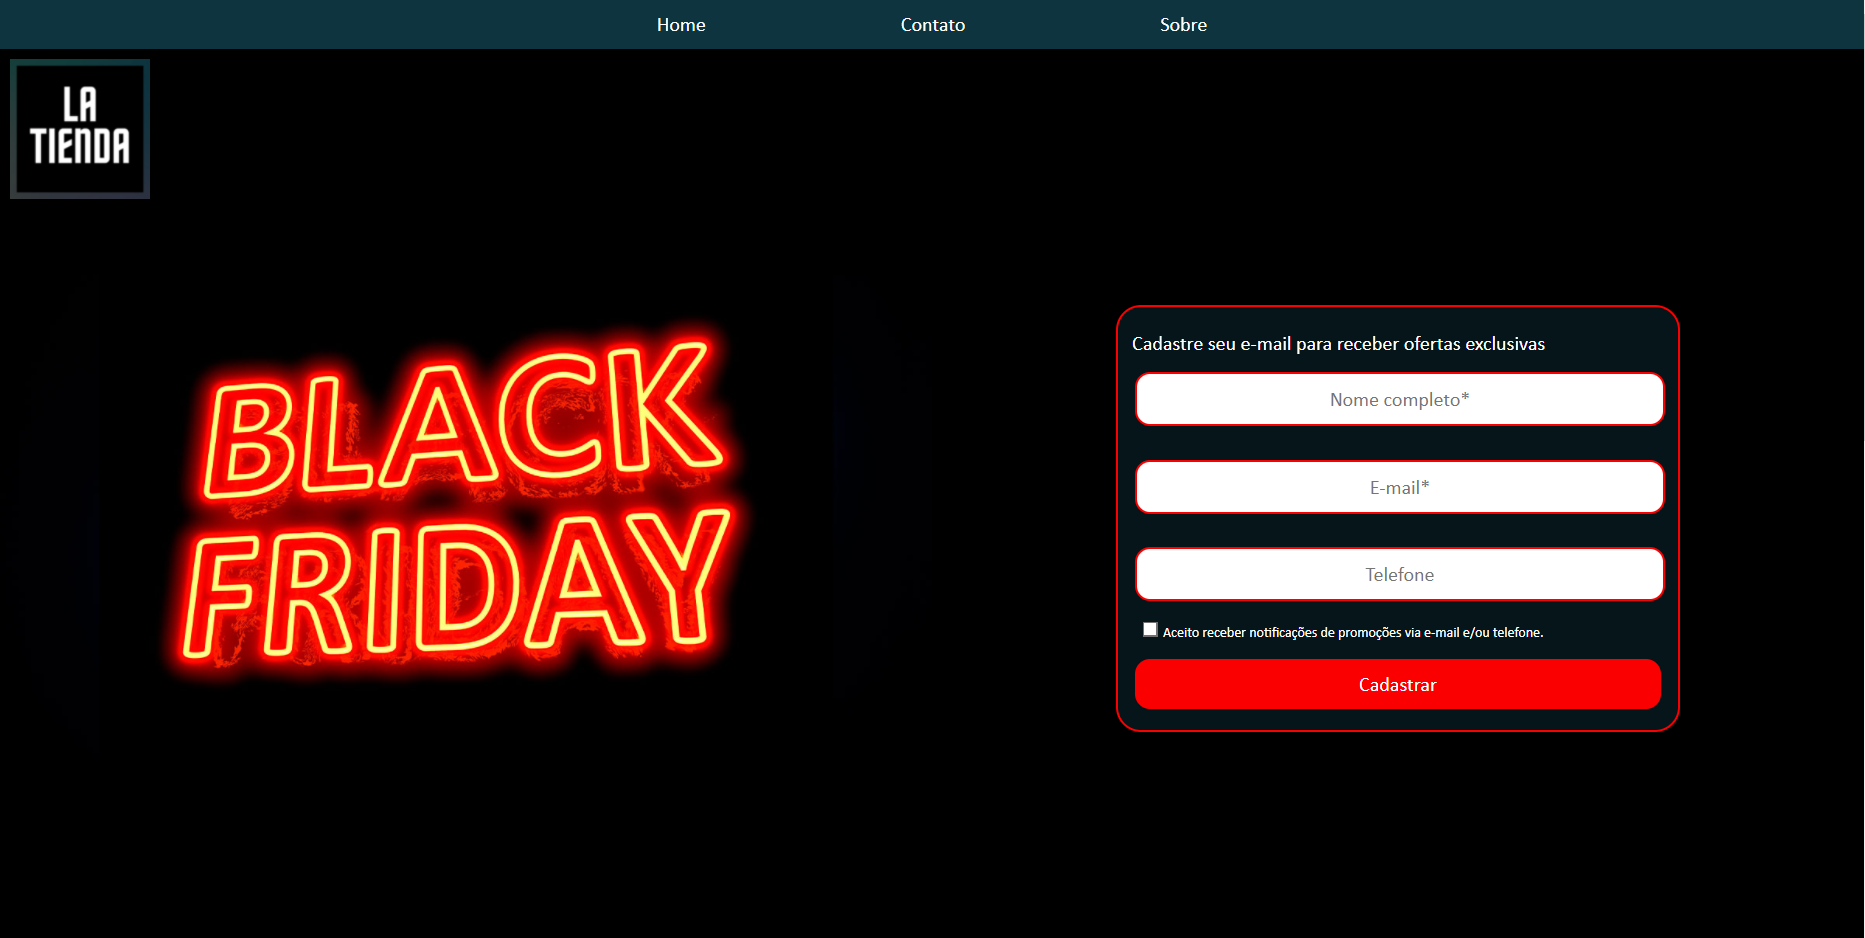 Home Contato Sobre
LA
TIENDA
BLACK
FRIDAY
Cadastre seu e-mail para receber ofertas exclusivas
Nome completo*
E-mail*
Telefone
Aceito receber notificações de promoções via e-mail e/ou telefone.
Cadastrar